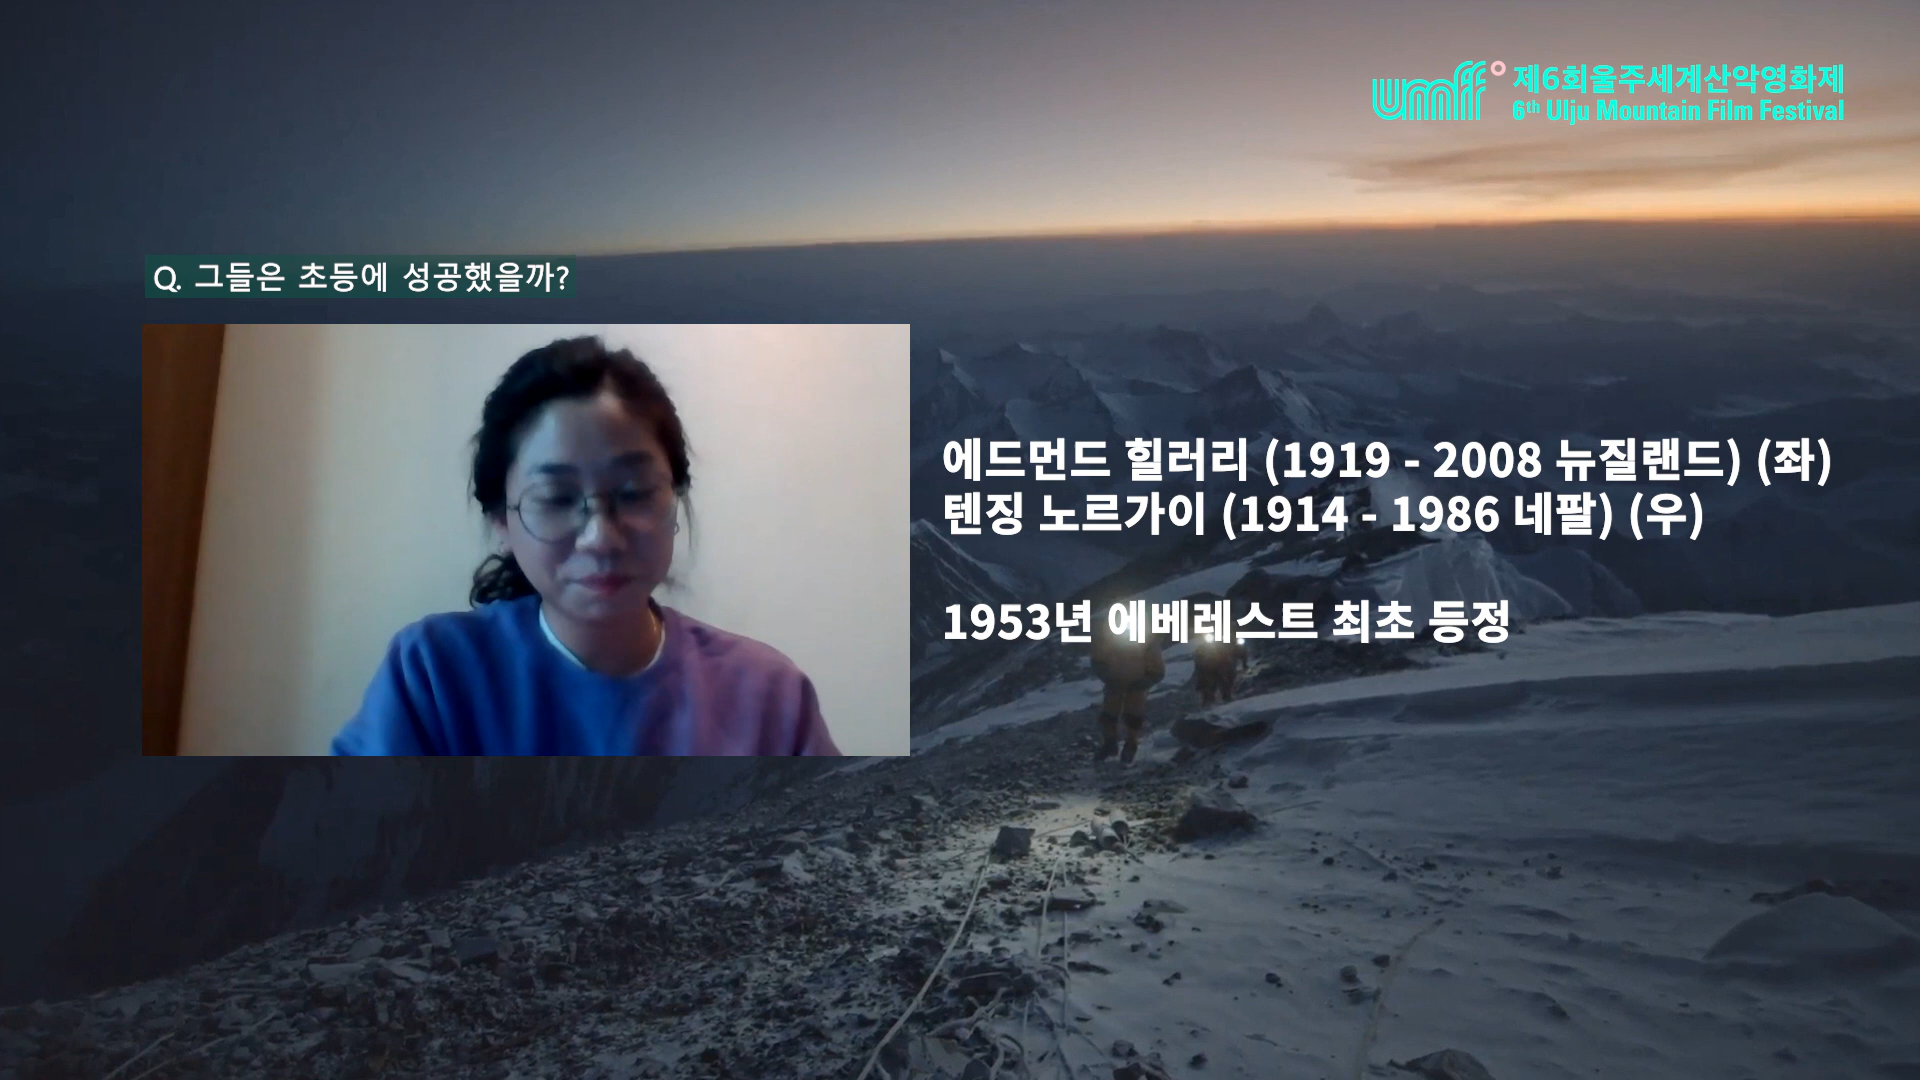 umff° 제6회울주세계산악영화제
6th Ulju Mountain Film Festival
Q. 그들은 초등에 성공했을까?
에드먼드 힐러리 (1919 - 2008 뉴질랜드) (좌)
텐징 노르가이 (1914 - 1986 네팔) (우)
1953년 에베레스트 최초 등정